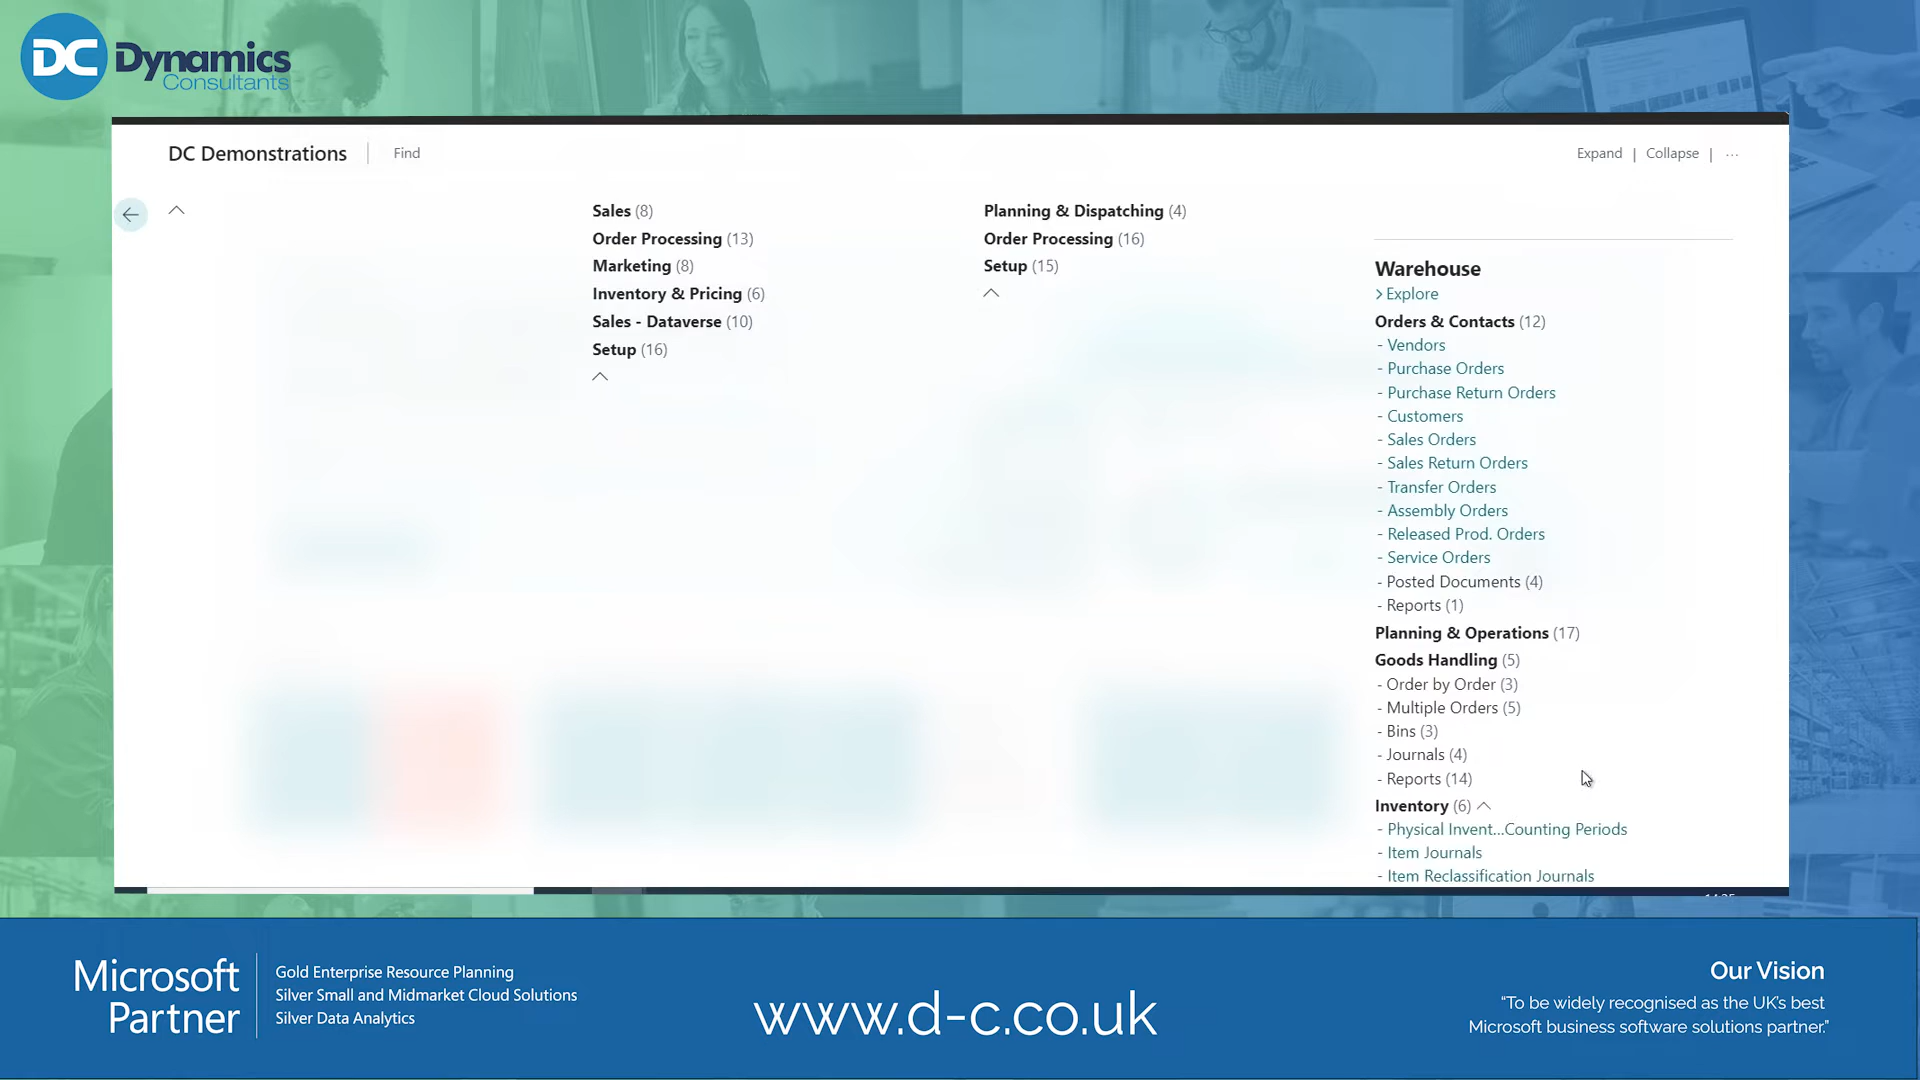 DC Dynamics
Consultants
DC Demonstrations
Find
Expand | Collapse | ...
Sales (8)
Order Processing (13)
Marketing (8)
Inventory & Pricing (6)
Sales - Dataverse (10)
Setup (16)
Planning & Dispatching (4)
Order Processing (16)
Setup (15)
Warehouse
Explore
Orders & Contacts (12)
- Vendors
- Purchase Orders
- Purchase Return Orders
- Customers
- Sales Orders
- Sales Return Orders
- Transfer Orders
- Assembly Orders
- Released Prod. Orders
- Service Orders
- Posted Documents (4)
- Reports (1)
Planning & Operations (17)
Goods Handling (5)
- Order by Order (3)
- Multiple Orders (5)
- Bins (3)
- Journals (4)
- Reports (14)
Inventory (6)
- Physical Invent...Counting Periods
- Item Journals
- Item Reclassification Journals
Microsoft
Partner
Gold Enterprise Resource Planning
Silver Small and Midmarket Cloud Solutions
Silver Data Analytics
www.d-c.co.uk
Our Vision
“To be widely recognised as the UK's best
Microsoft business software solutions partner.”